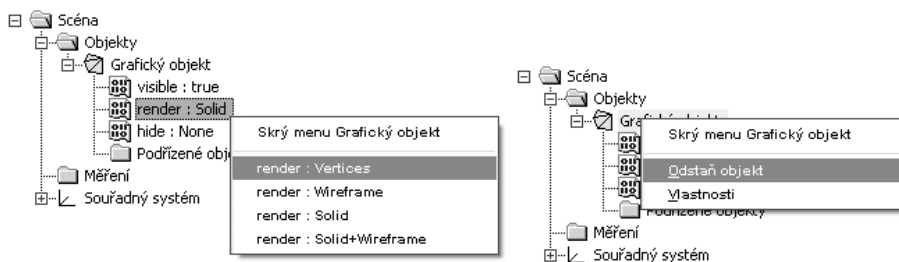 Scéna
Objekty
Grafický objekt
visible : true
render : Solid
hide : None
Podřízené
Měření
Souřadný systém
Skrý menu Grafický objekt
render : Vertices
render : Wireframe
render : Solid
render : Solid+Wireframe
Scéna
Objekty
Skrý menu Grafický objekt
Odstaň objekt
Vlastnosti
Podřízené objekty
Měření
Souřadný systém